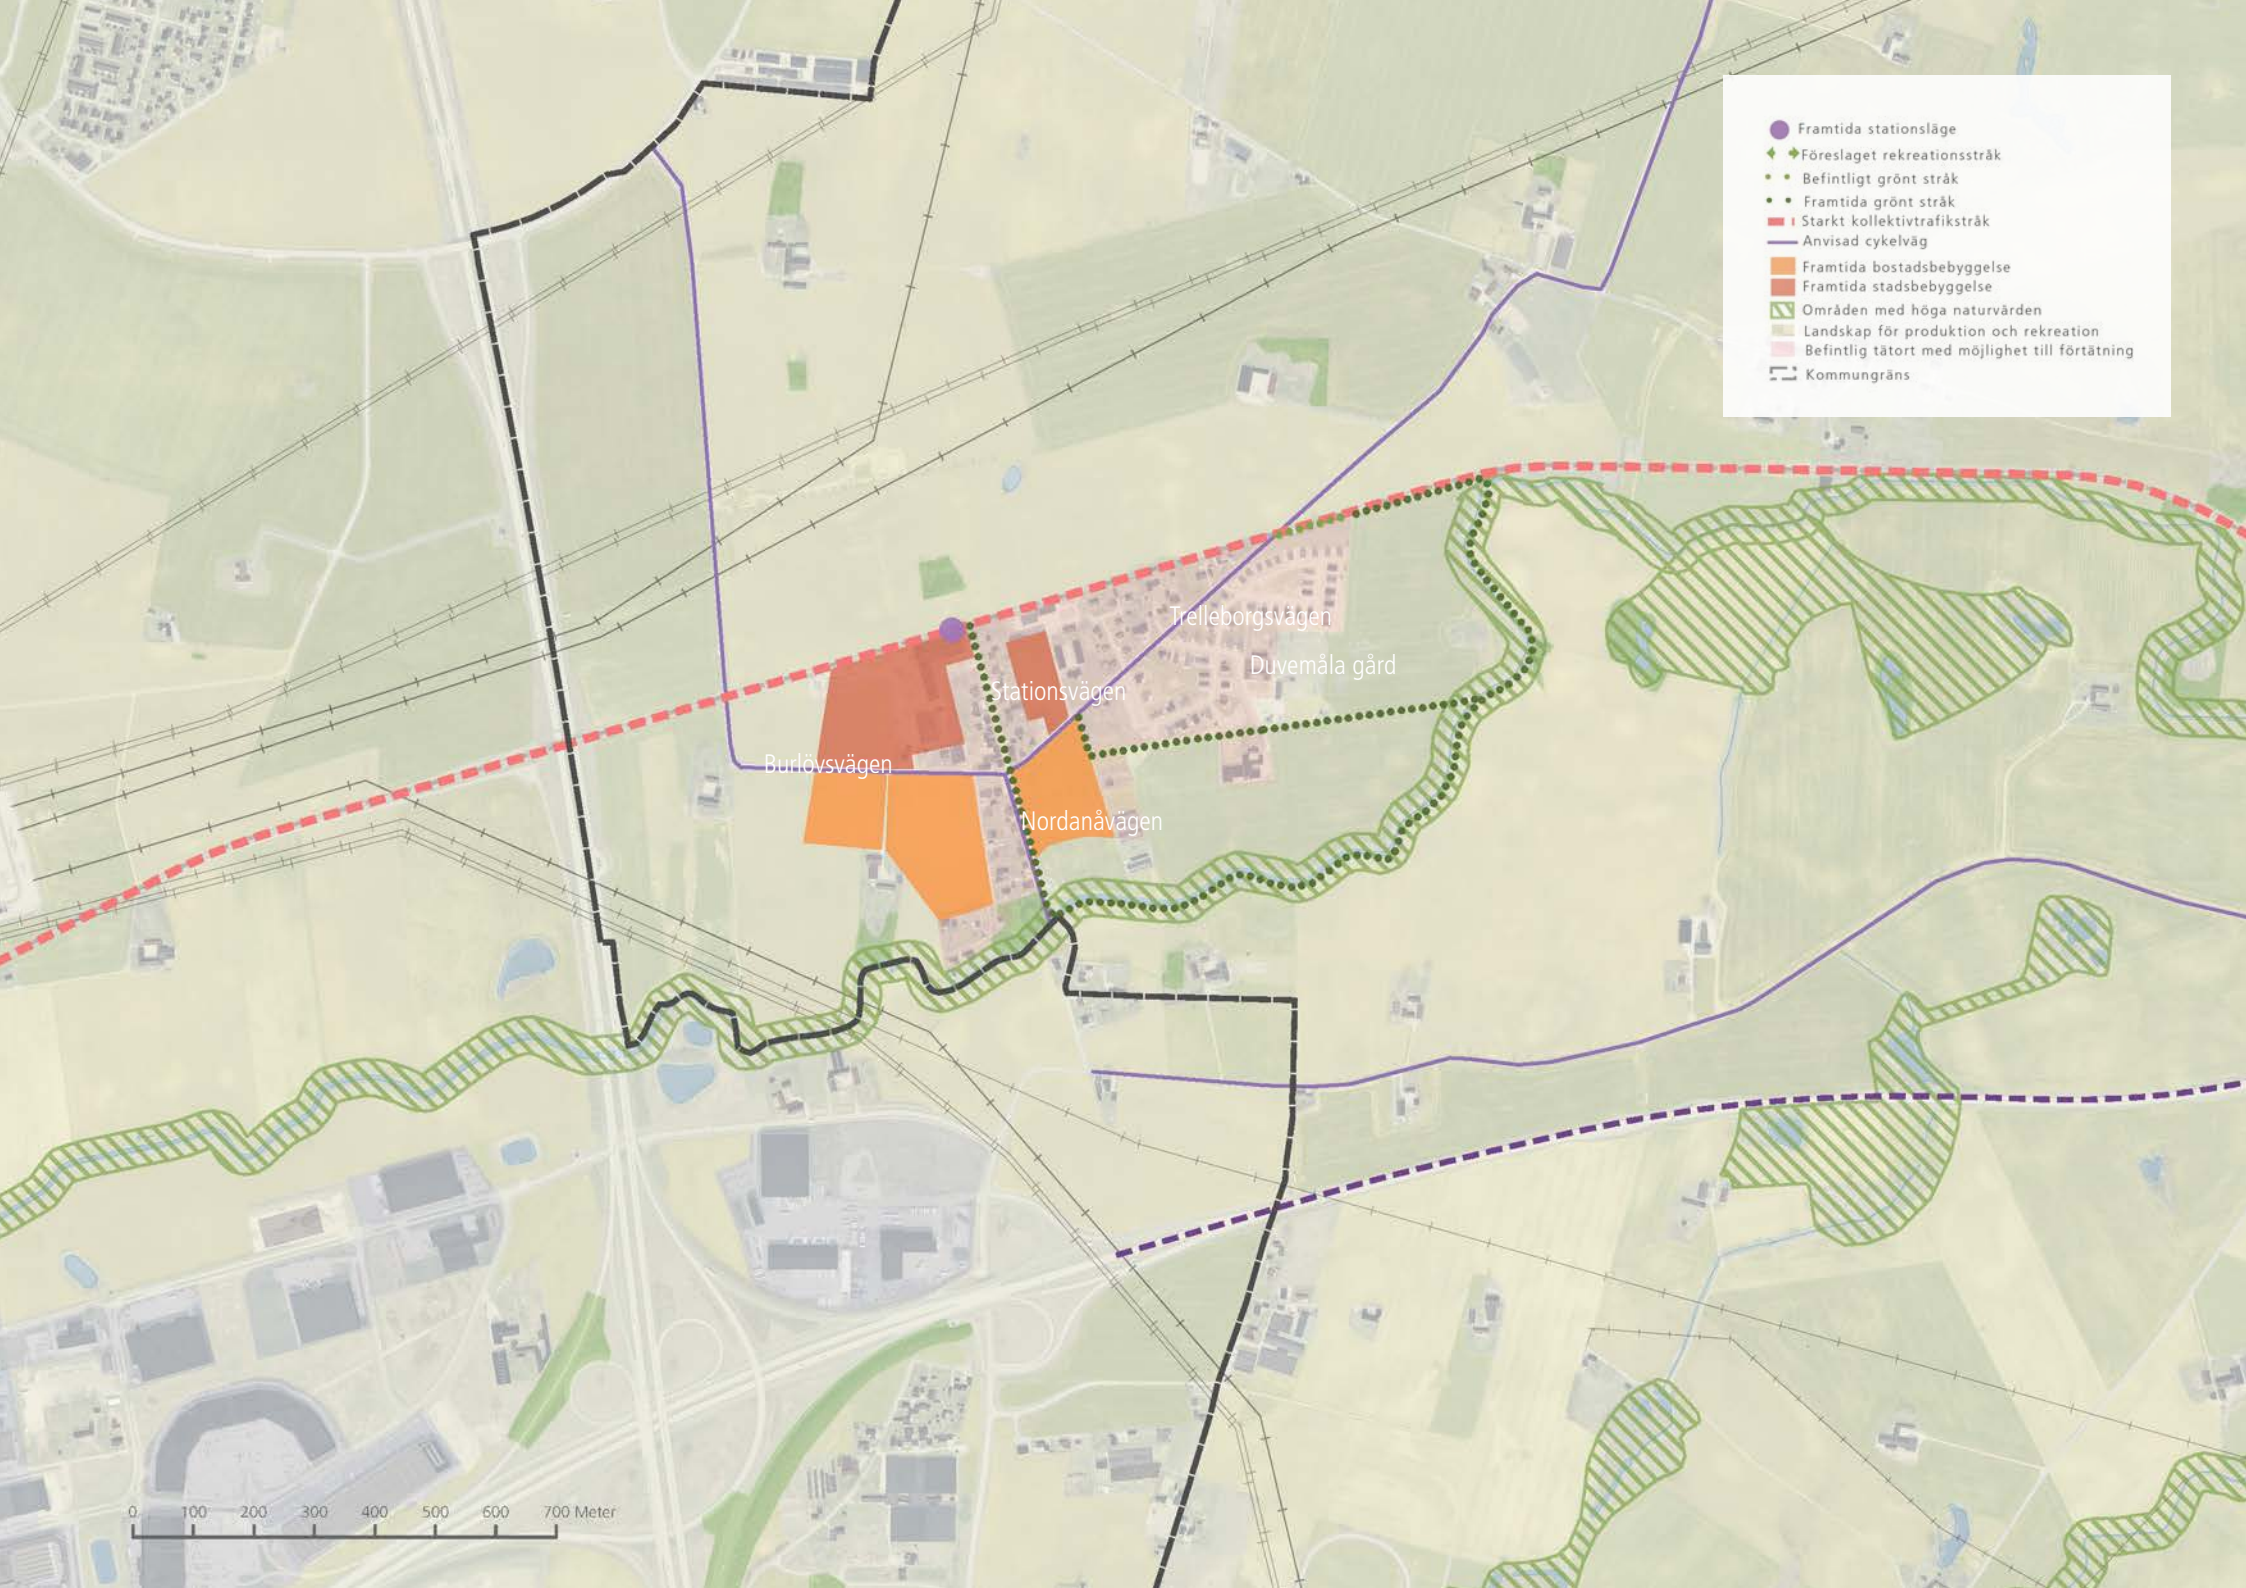 Framtida stationsläge
Föreslaget rekreationsstråk
Befintligt grönt stråk
Framtida grönt stråk
Starkt kollektivtrafikstråk
Anvisad cykelväg
Framtida bostadsbebyggelse
Framtida stadsbebyggelse
Områden med höga naturvärden
Landskap för produktion och rekreation
Befintlig tätort med möjlighet till förtätning
Kommungräns
Trelleborgsvägen
Duvemåla gård
Stationsvägen
Burlövsvägen
Nordanåvägen
0 100 200 300 400 500 600 700 Meter